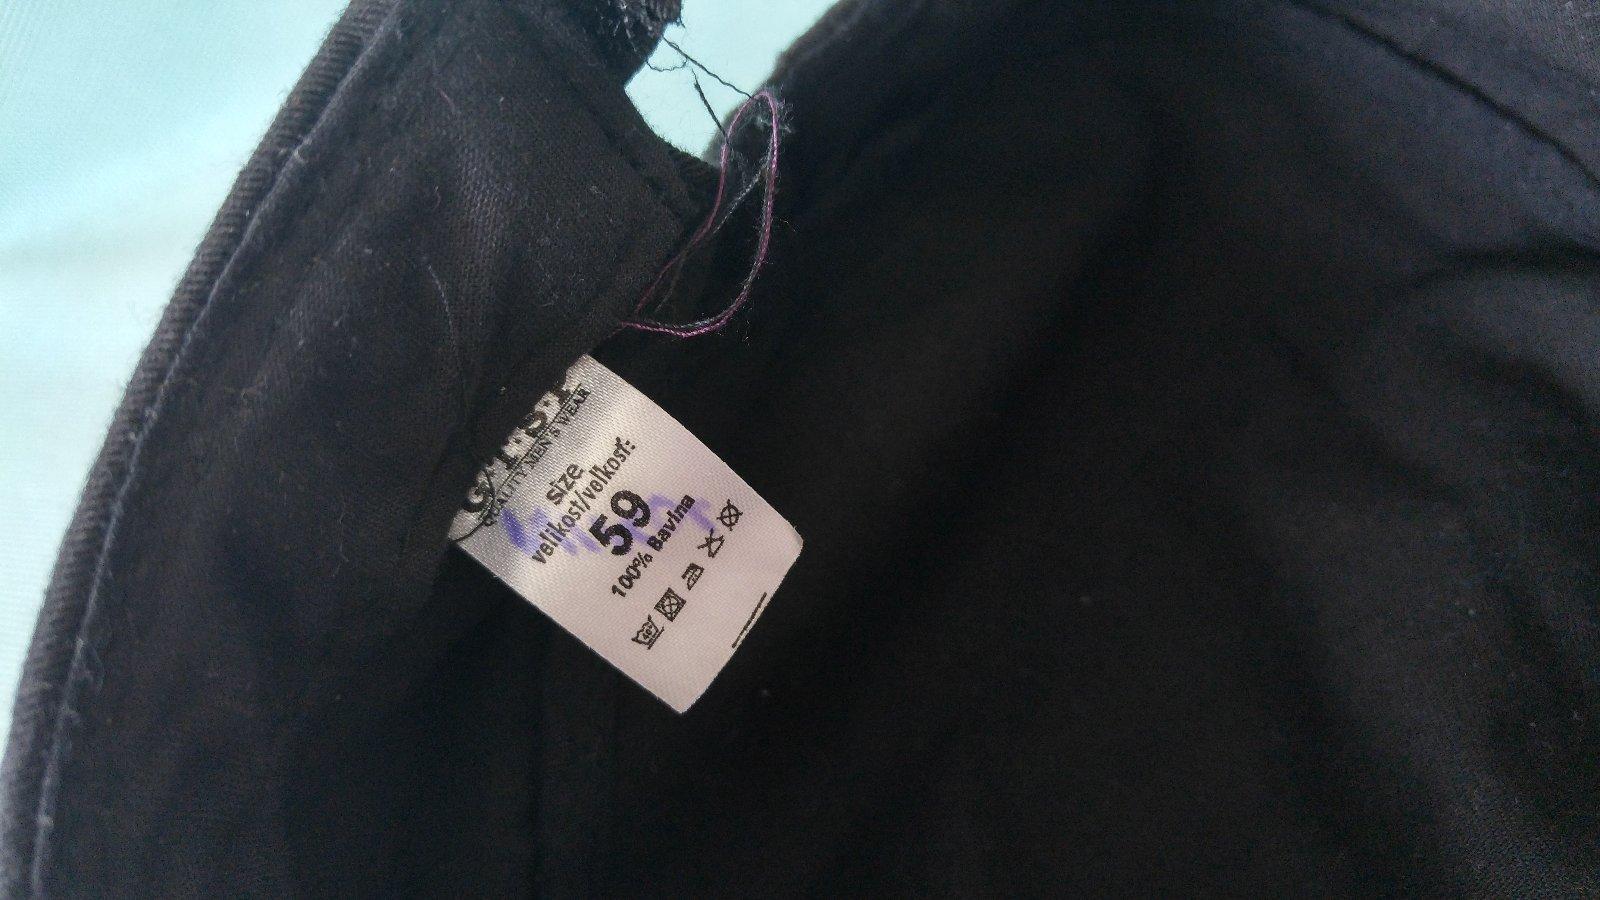 QUALITY MEN'S WEAR
size
velikost/veľkosť:
59
100% Bavlna